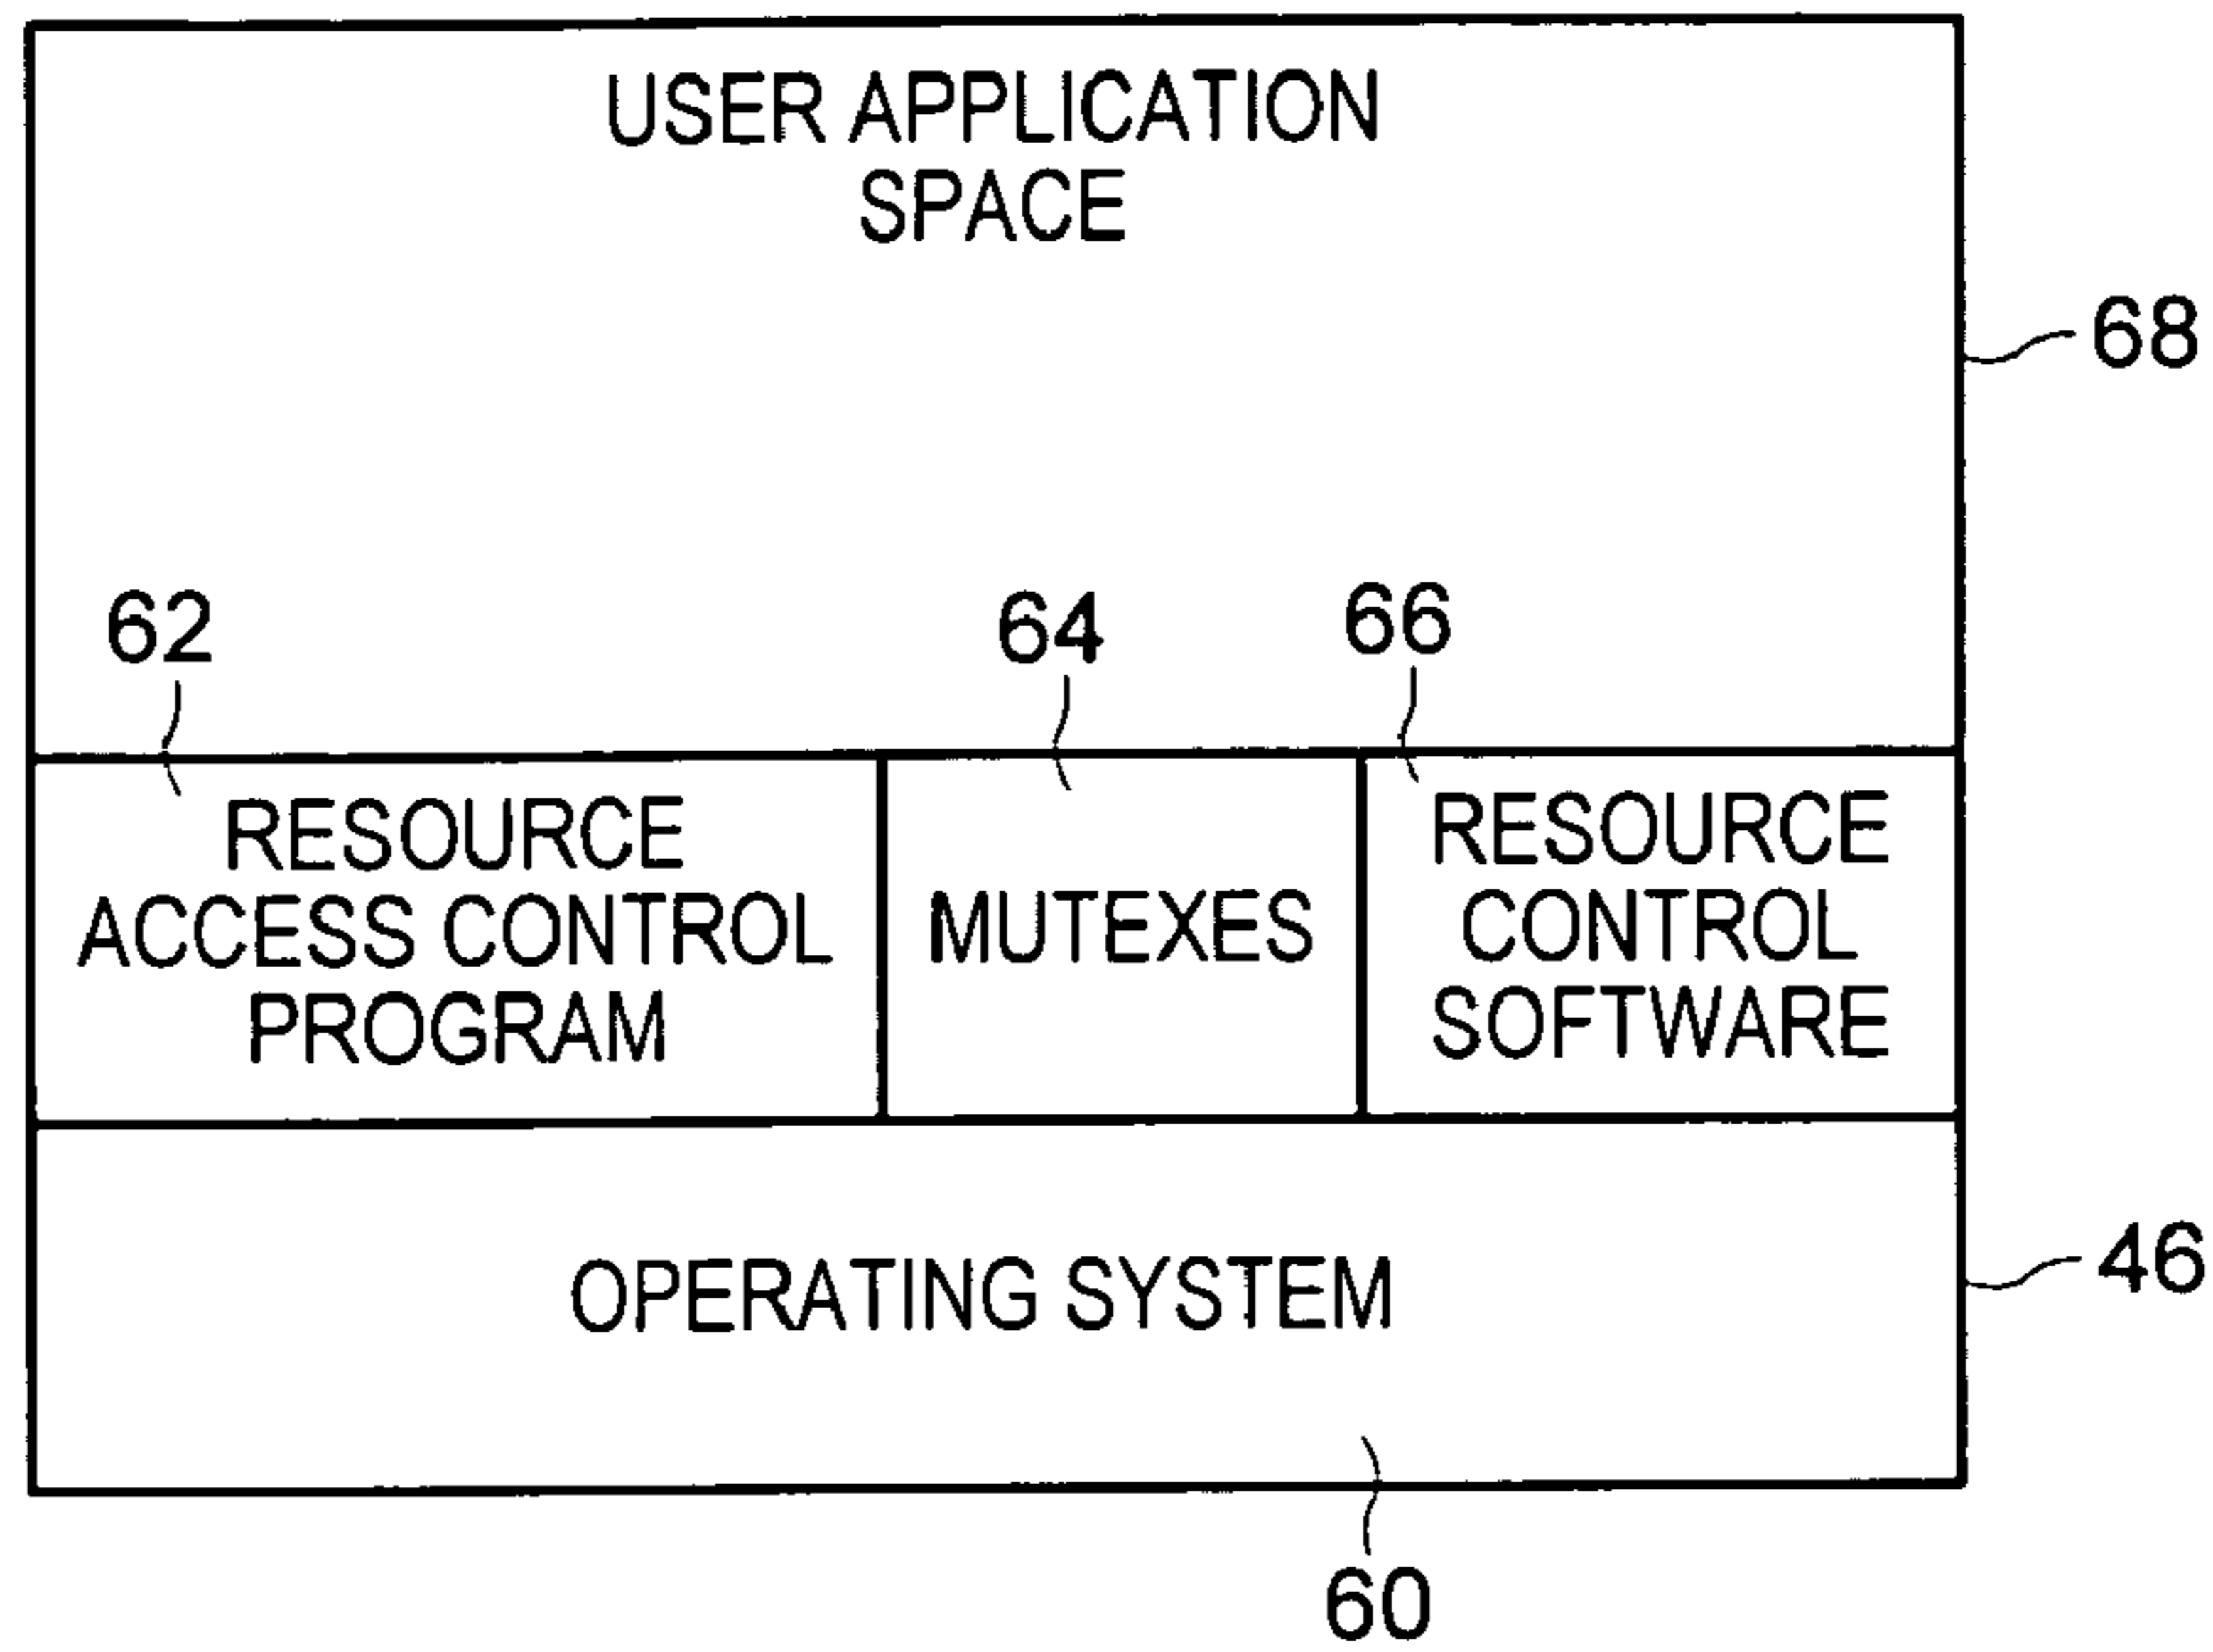 USER APPLICATION
SPACE
68
62
64
66
RESOURCE
ACCESS CONTROL
PROGRAM
MUTEXES
RESOURCE
CONTROL
SOFTWARE
OPERATING SYSTEM
46
60